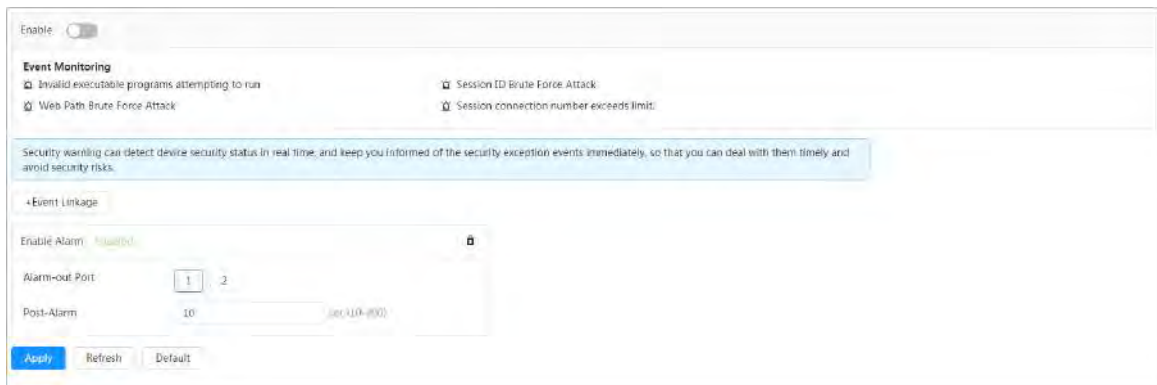 Enable
Event Monitoring
Invalid executable programs attempting to run
Session ID Brute Force Attack
Web Path Brute Force Attack
Session connection number exceeds limit.
Security warning can detect device security status in real time, and keep you informed of the security exception events immediately, so that you can deal with them timely and
avoid security risks.
+Event Linkage
Enable Alarm
Alarm-out Port 1 2
Post-Alarm 10
Apply Refresh Default